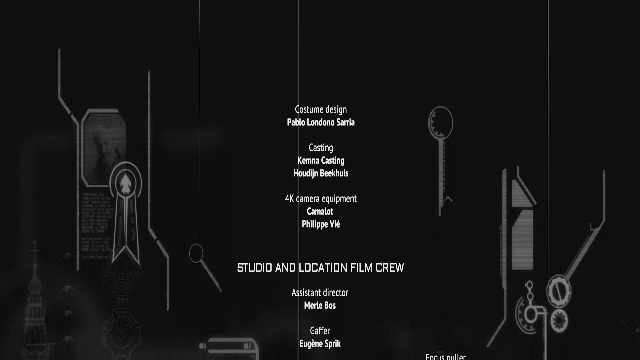 Costume design
Pablo Londono Sarria
Casting
Kemna Casting
Houdijn Beekhuis
4K camera equipment
Camalot
Philippe Vié
STUDIO AND LOCATION FILM CREW
Assistant director
Merle Bos
Gaffer
Eugène Sprik
Focus puller